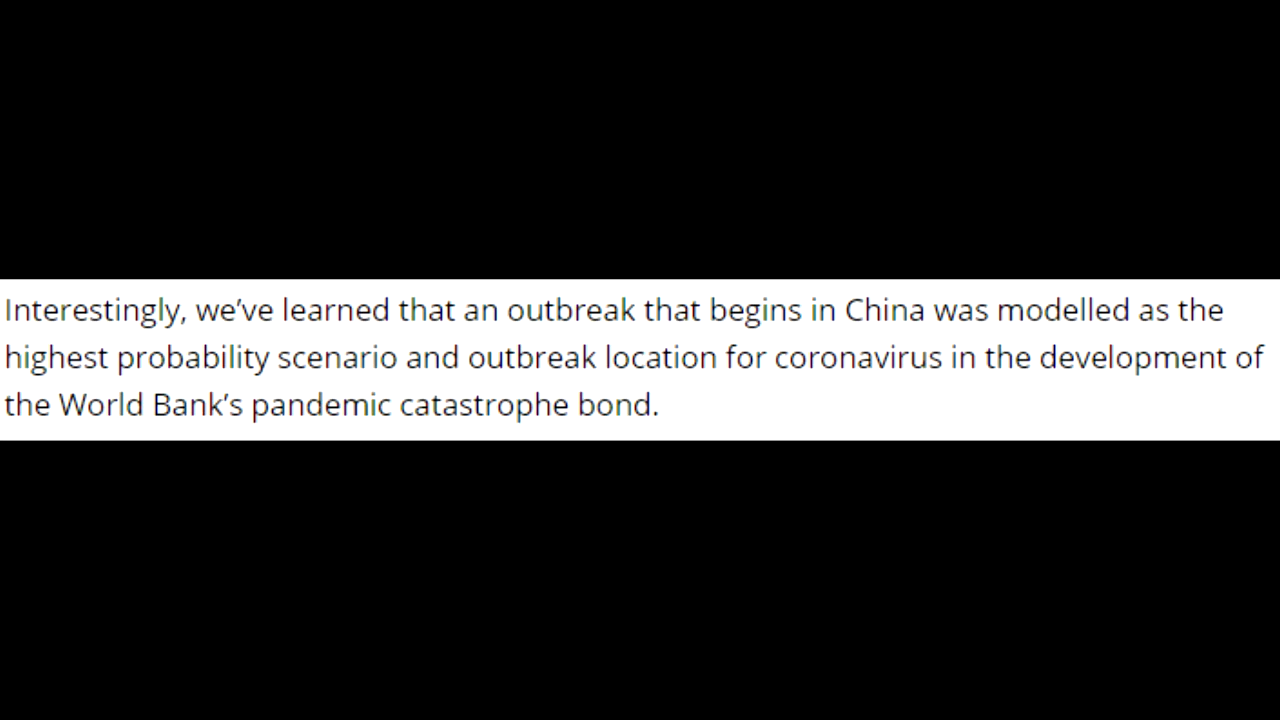 Interestingly, we’ve learned that an outbreak that begins in China was modelled as the
highest probability scenario and outbreak location for coronavirus in the development of
the World Bank’s pandemic catastrophe bond.